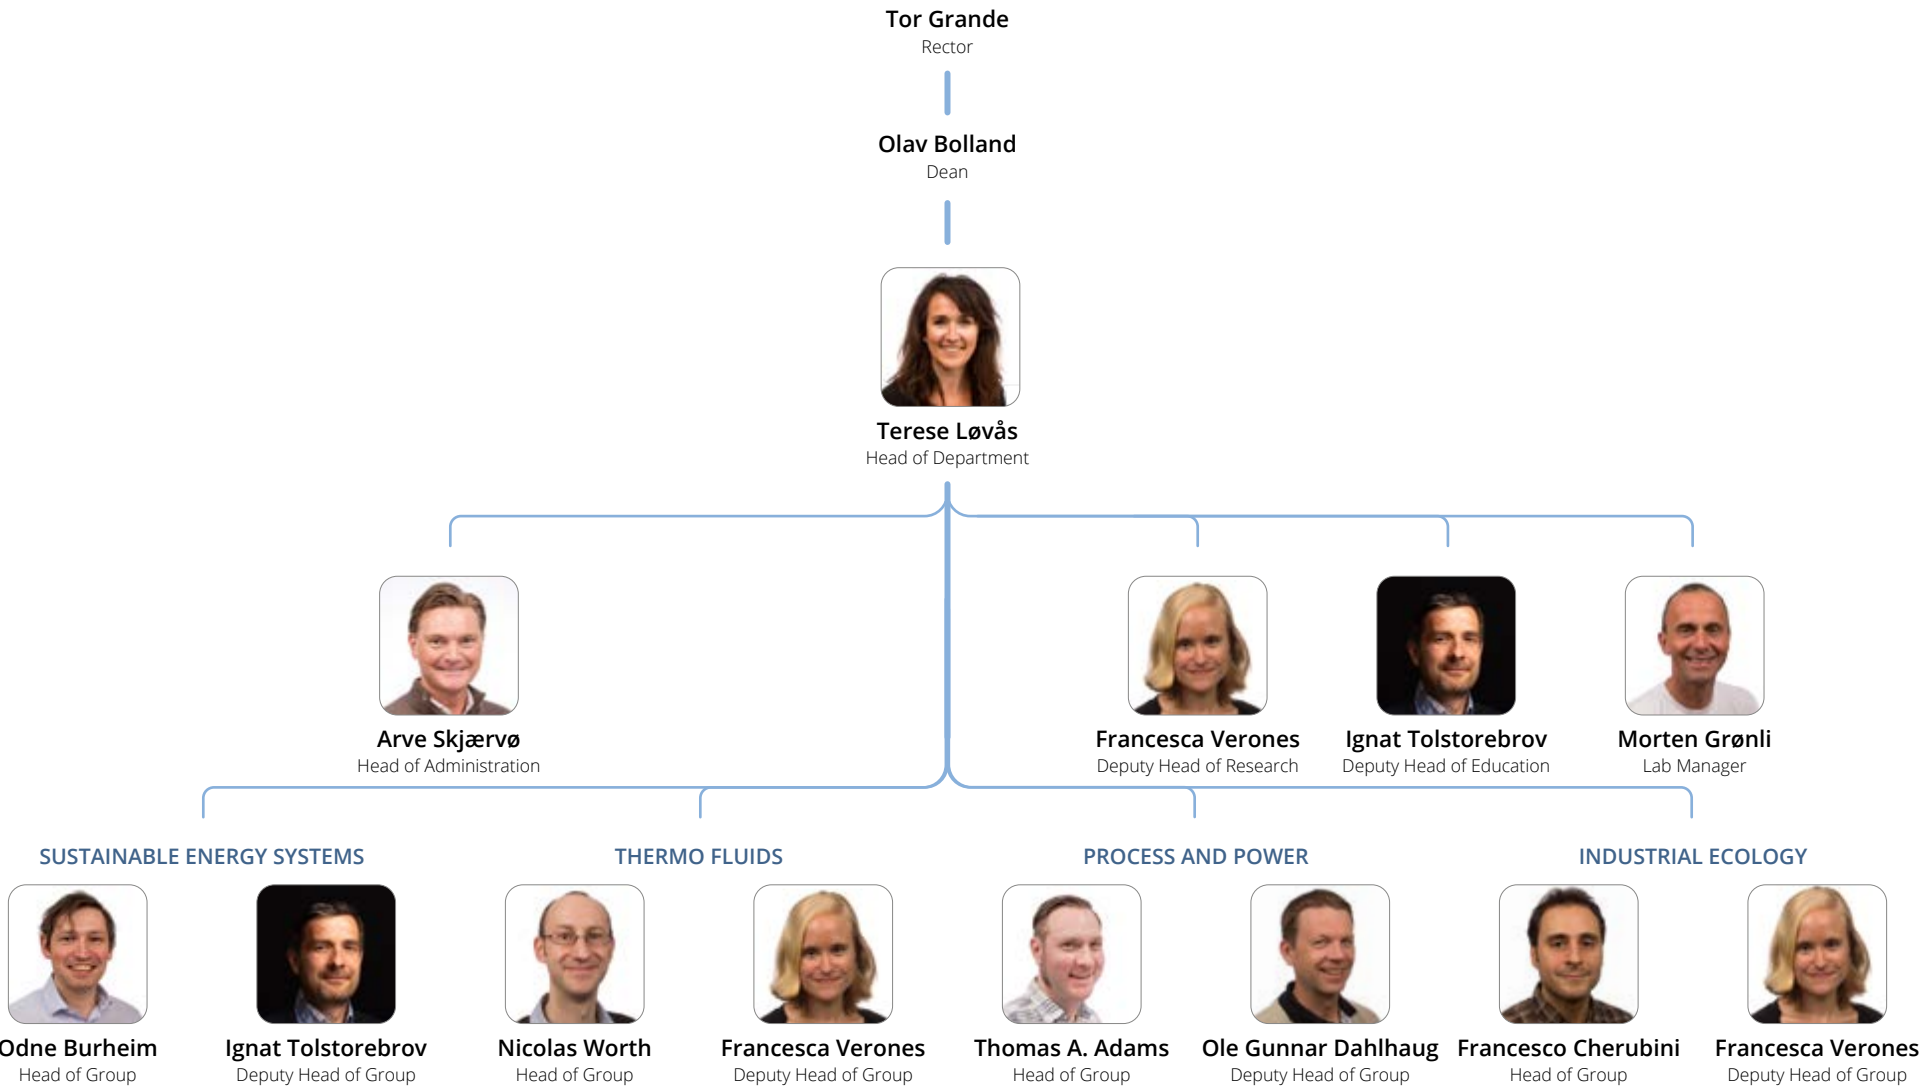 Tor Grande
Rector
Olav Bolland
Dean
Terese Løvås
Head of Department
Arve Skjærvø
Head of Administration
Francesca Verones
Deputy Head of Research
Ignat Tolstorebrov
Deputy Head of Education
Morten Grønli
Lab Manager
SUSTAINABLE ENERGY SYSTEMS
THERMO FLUIDS
PROCESS AND POWER
INDUSTRIAL ECOLOGY
Odne Burheim
Head of Group
Ignat Tolstorebrov
Deputy Head of Group
Nicolas Worth
Head of Group
Francesca Verones
Deputy Head of Group
Thomas A. Adams
Head of Group
Ole Gunnar Dahlhaug
Deputy Head of Group
Francesco Cherubini
Head of Group
Francesca Verones
Deputy Head of Group